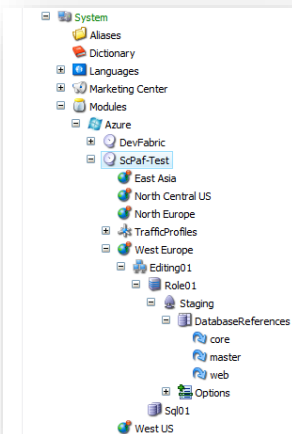 System
Aliases
Dictionary
Languages
Marketing Center
Modules
Azure
DevFabric
ScPaf-Test
East Asia
North Central US
North Europe
TrafficProfiles
West Europe
Editing01
Role01
Staging
DatabaseReferences
core
master
web
Options
Sql01
West US